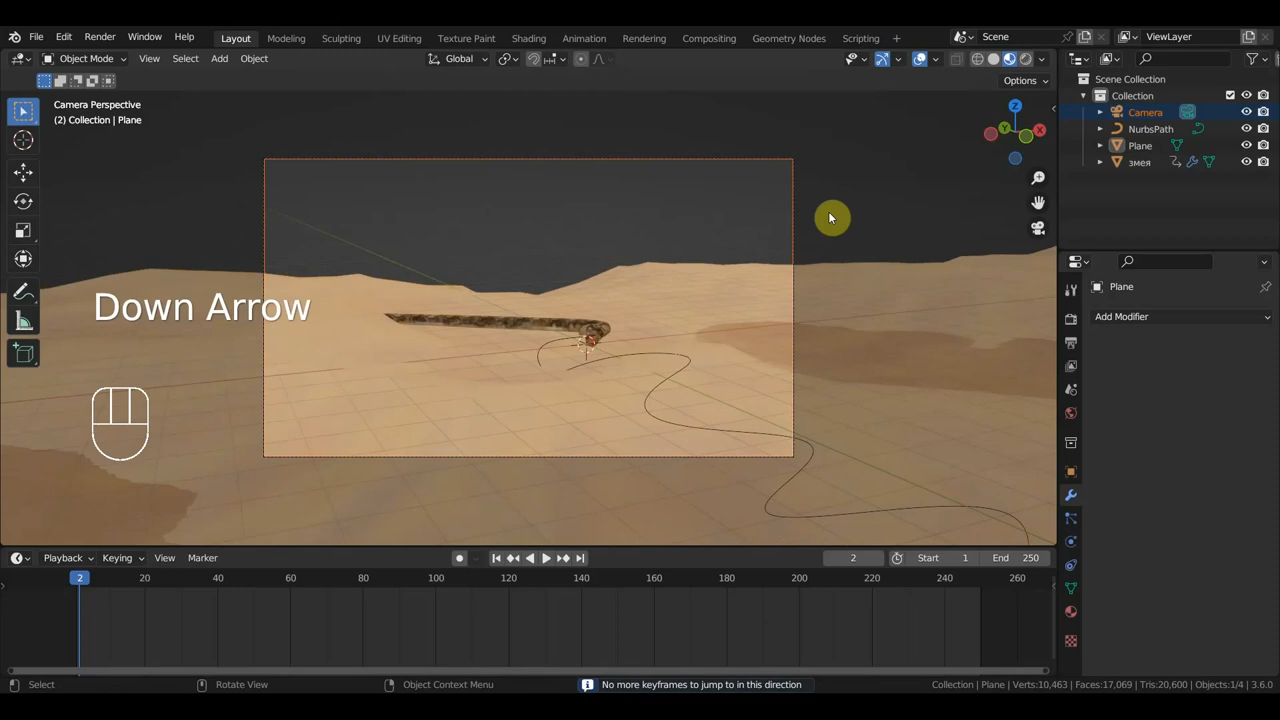 File Edit Render Window Help
Layout Modeling Sculpting UV Editing Texture Paint Shading Animation Rendering Compositing Geometry Nodes Scripting +
Scene ViewLayer
Object Mode View Select Add Object Global
Options
Camera Perspective
(2) Collection | Plane
Z
Y
X
Down Arrow
Scene Collection
Collection
Camera
NurbsPath
Plane
змея
Plane
Add Modifier
Playback Keying View Marker 2 Start 1 End 250
2 20 40 60 80 100 120 140 160 180 200 220 240 260
Select Rotate View Object Context Menu No more keyframes to jump to in this direction Collection | Plane | Verts:10,463 | Faces:17,069 | Tris:20,600 | Objects:1/4 | 3.6.0